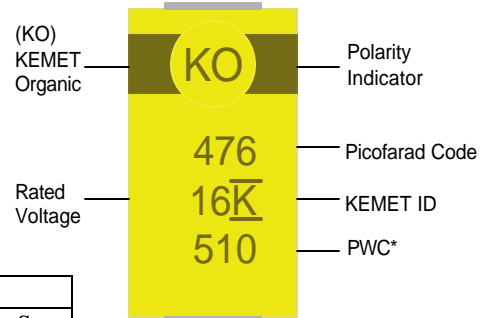 (KO)
KEMET
Organic
KO
Polarity
Indicator
476
Picofarad Code
Rated
Voltage
16K
KEMET ID
510
PWC*